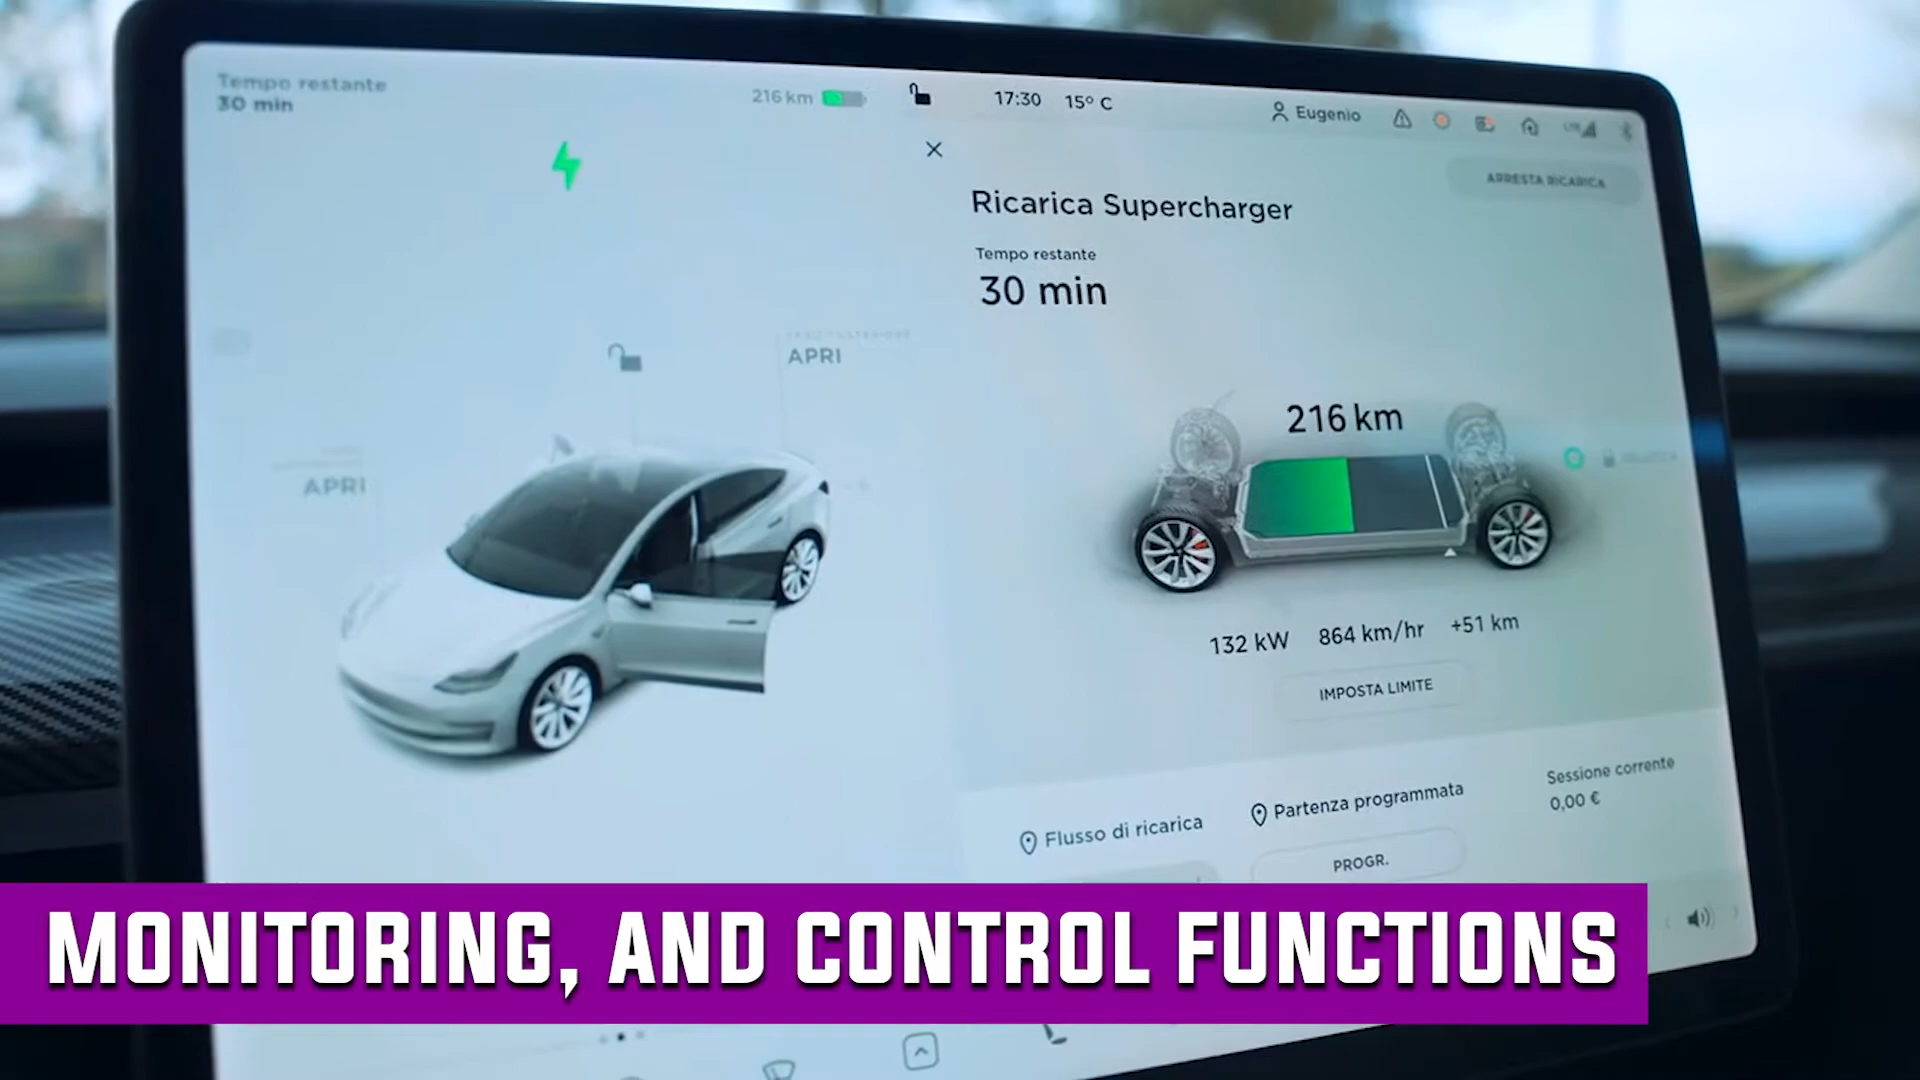 Tempo restante
30 min
216 km
17:30 15° C
Eugenio
LTE
ARRESTA RICARICA
Ricarica Supercharger
Tempo restante
30 min
APRI
APRI
216 km
132 kW 864 km/hr +51 km
IMPOSTA LIMITE
Flusso di ricarica
Partenza programmata
PROGR.
Sessione corrente
0,00 €
MONITORING, AND CONTROL FUNCTIONS